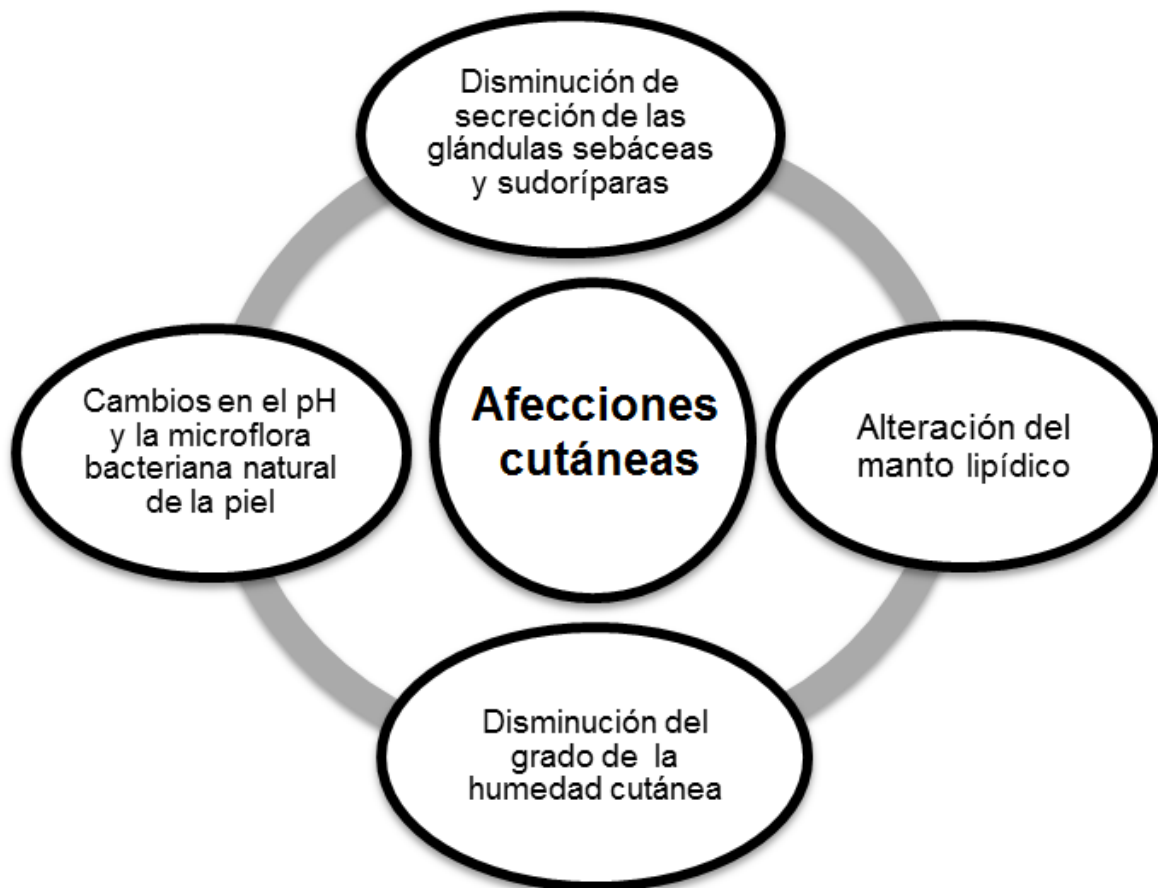 Disminución de
secreción de las
glándulas sebáceas
y sudoríparas
Cambios en el pH
y la microflora
bacteriana natural
de la piel
Afecciones
cutáneas
Alteración del
manto lipídico
Disminución del
grado de la
humedad cutánea